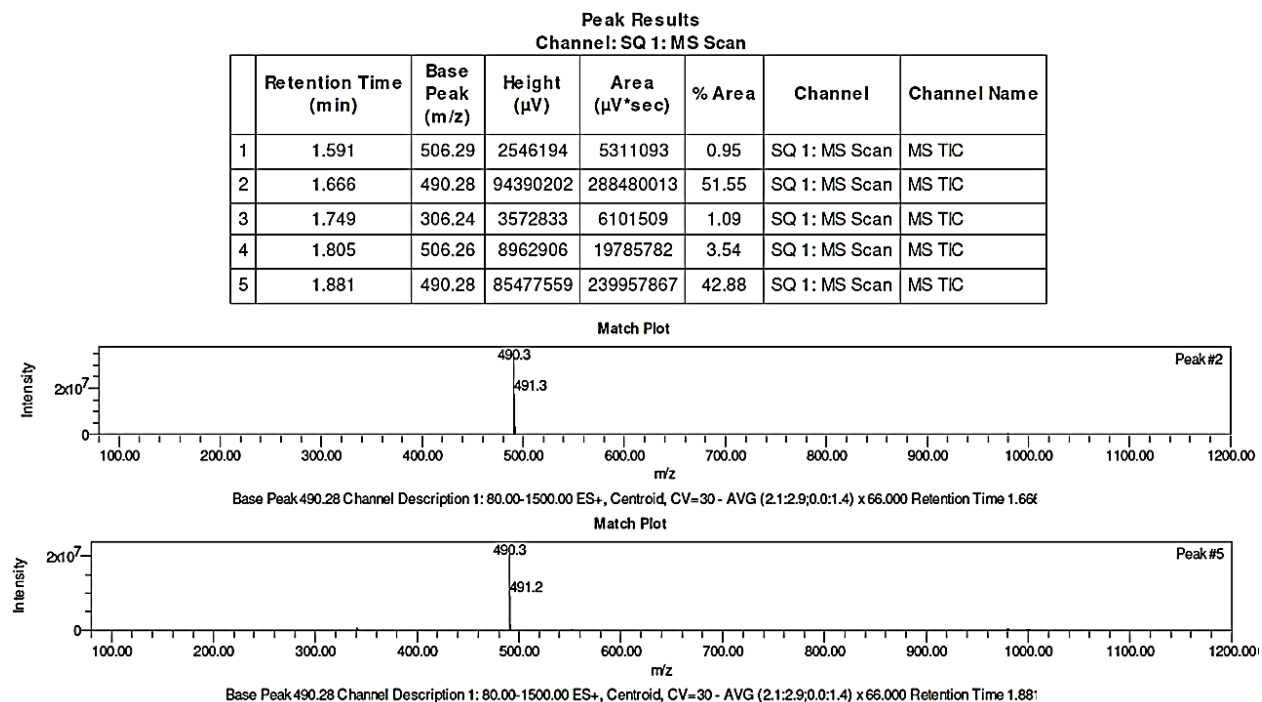 Peak Results
Channel: SQ 1: MS Scan
Retention Time (min) Base Peak (m/z) Height (µV) Area (µV*sec) % Area Channel Channel Name
1 1.591 506.29 2546194 5311093 0.95 SQ 1: MS Scan MS TIC
2 1.666 490.28 94390202 288480013 51.55 SQ 1: MS Scan MS TIC
3 1.749 306.24 3572833 6101509 1.09 SQ 1: MS Scan MS TIC
4 1.805 506.26 8962906 19785782 3.54 SQ 1: MS Scan MS TIC
5 1.881 490.28 85477559 239957867 42.88 SQ 1: MS Scan MS TIC
Match Plot
490.3 Peak#2
2x10^7 491.3
Intensity
0
100.00 200.00 300.00 400.00 500.00 600.00 700.00 800.00 900.00 1000.00 1100.00 1200.00
m/z
Base Peak 490.28 Channel Description 1: 80.00-1500.00 ES+, Centroid, CV=30 - AVG (2.1:2.9;0.0:1.4) x 66.000 Retention Time 1.666
Match Plot
2x10^7 490.3 Peak#5
491.2
Intensity
0
100.00 200.00 300.00 400.00 500.00 600.00 700.00 800.00 900.00 1000.00 1100.00 1200.00
m/z
Base Peak 490.28 Channel Description 1: 80.00-1500.00 ES+, Centroid, CV=30 - AVG (2.1:2.9;0.0:1.4) x 66.000 Retention Time 1.881